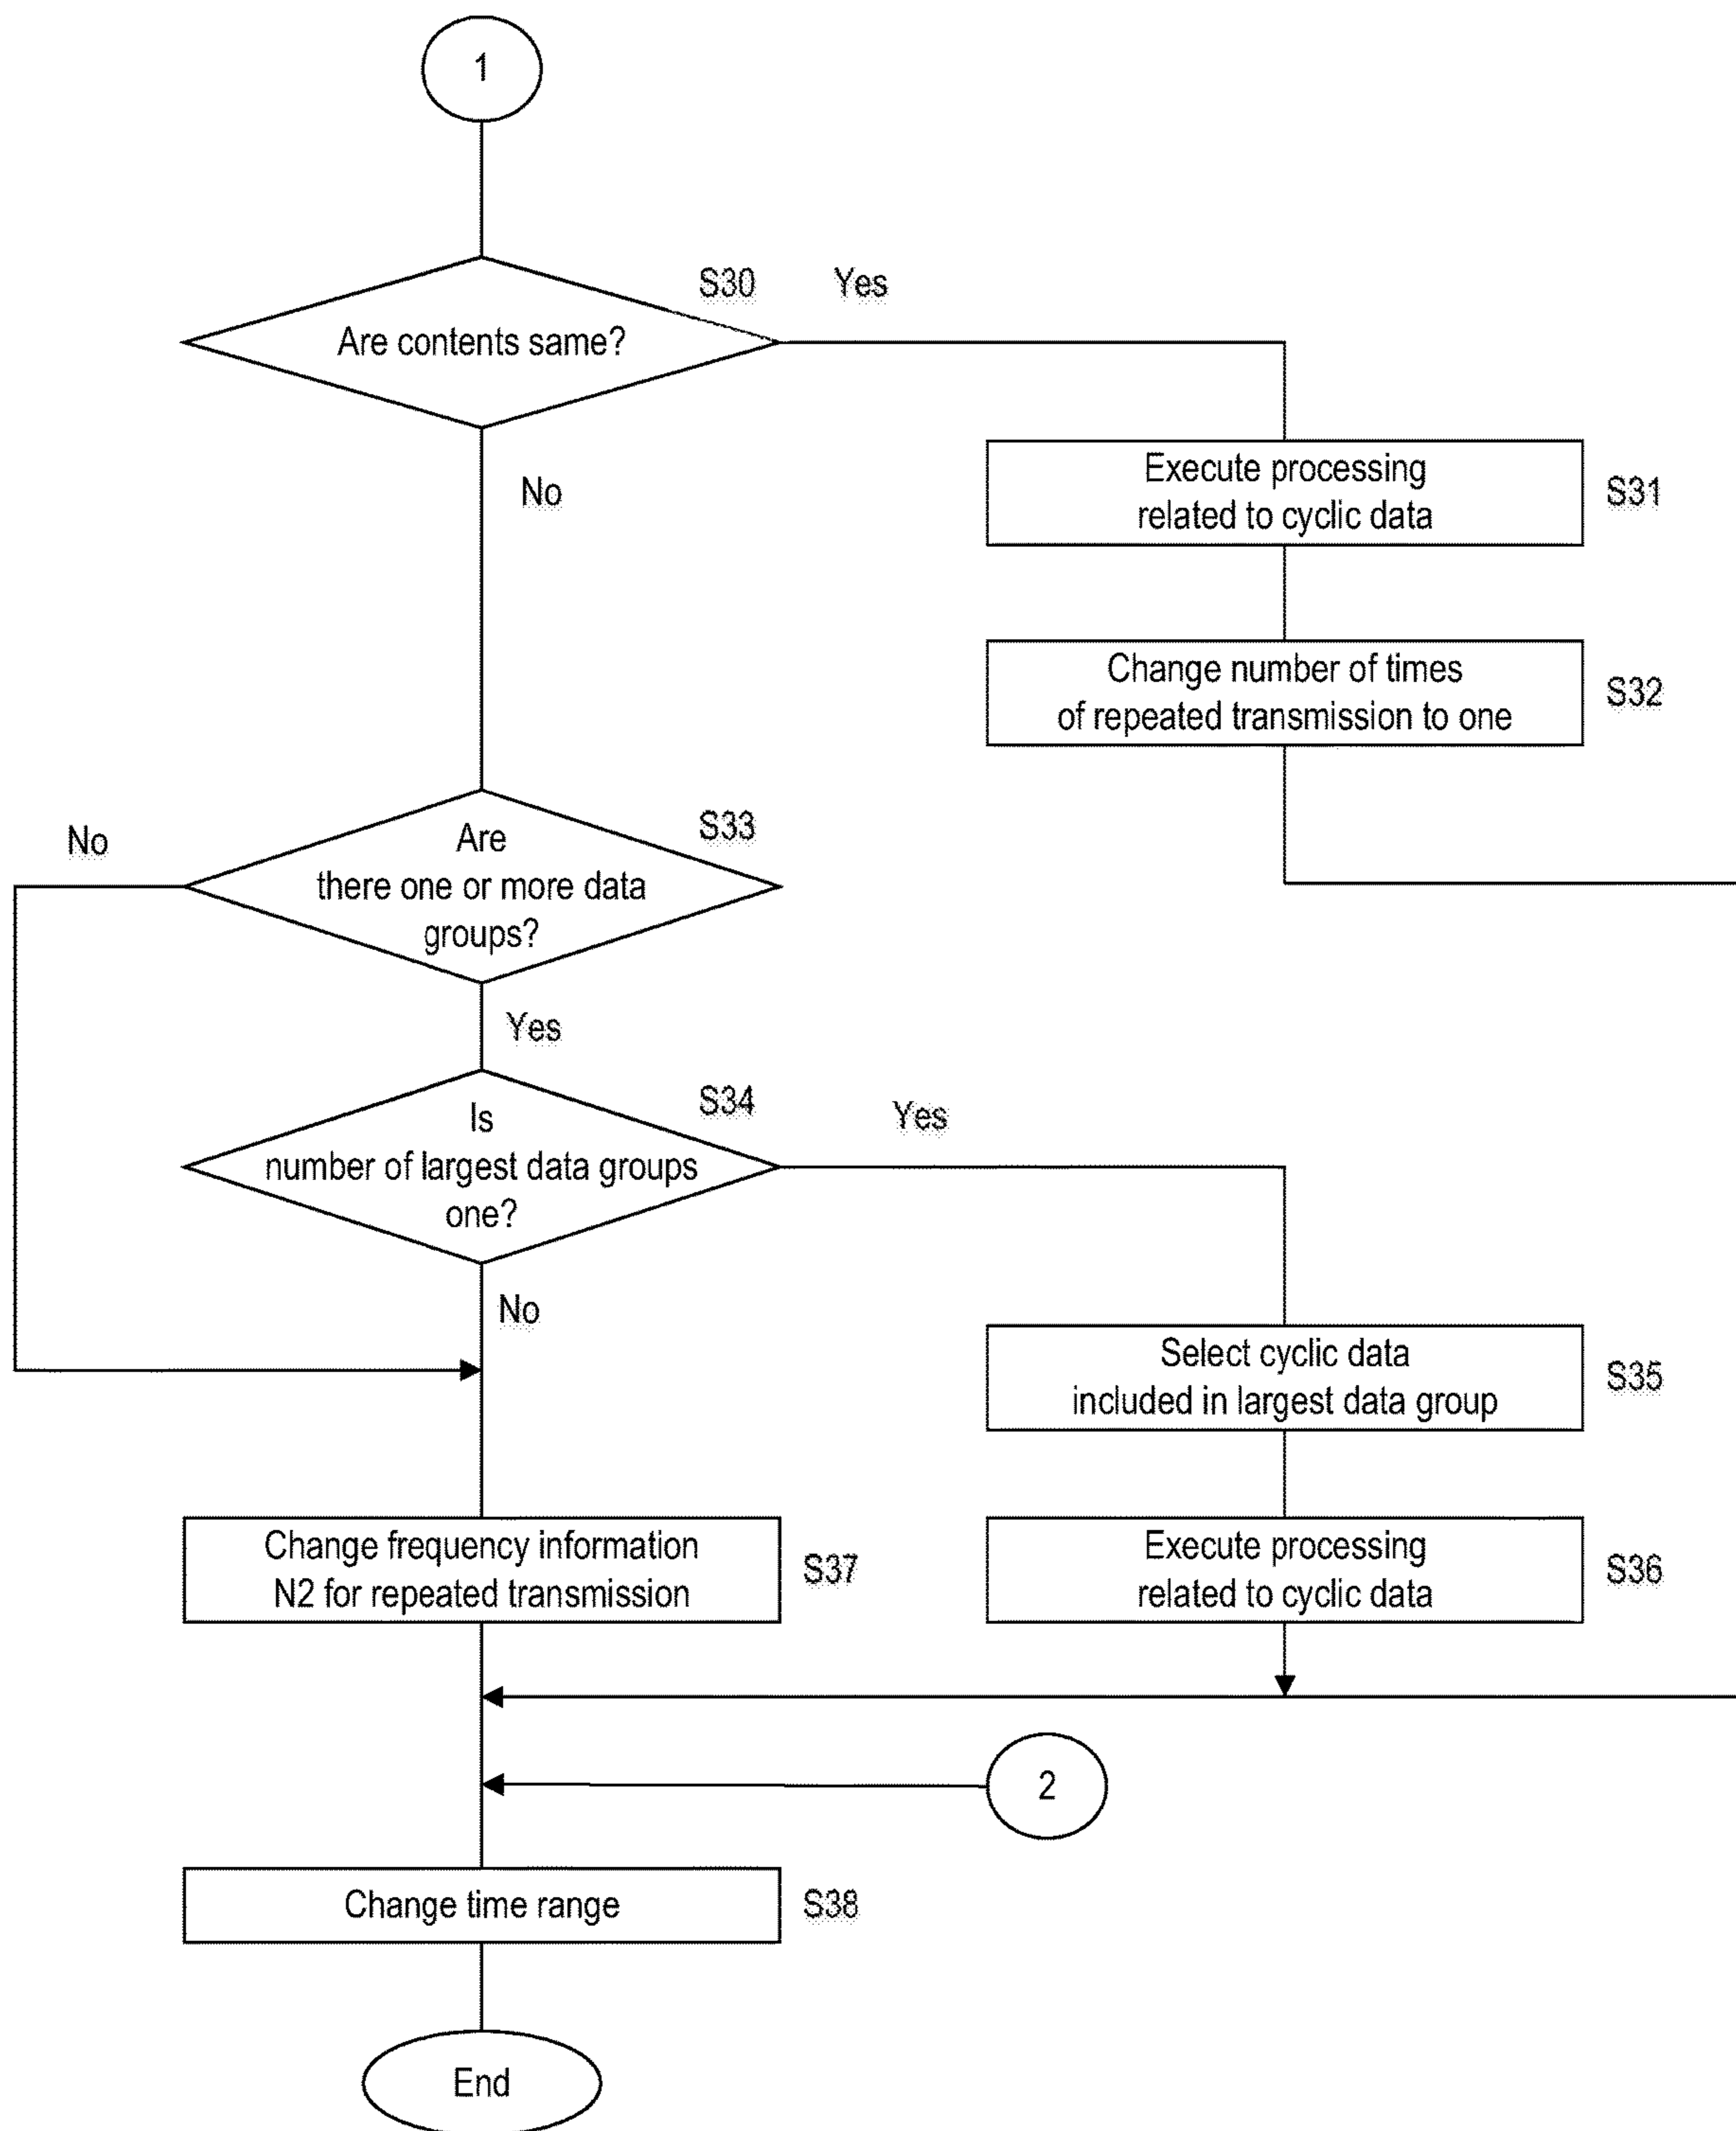 1
S30
Yes
Are contents same?
No
Execute processing
related to cyclic data
S31
Change number of times
of repeated transmission to one
S32
No
S33
Are
there one or more data
groups?
Yes
S34
Yes
Is
number of largest data groups
one?
No
Select cyclic data
included in largest data group
S35
Change frequency information
N2 for repeated transmission
S37
Execute processing
related to cyclic data
S36
2
Change time range
S38
End